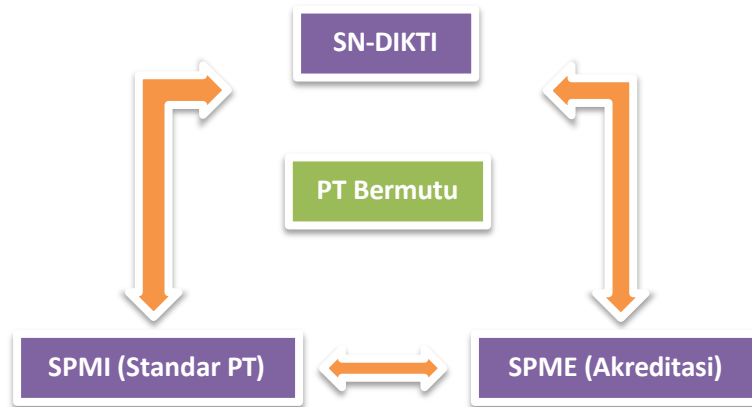 SN-DIKTI
PT Bermutu
SPMI (Standar PT)
SPME (Akreditasi)